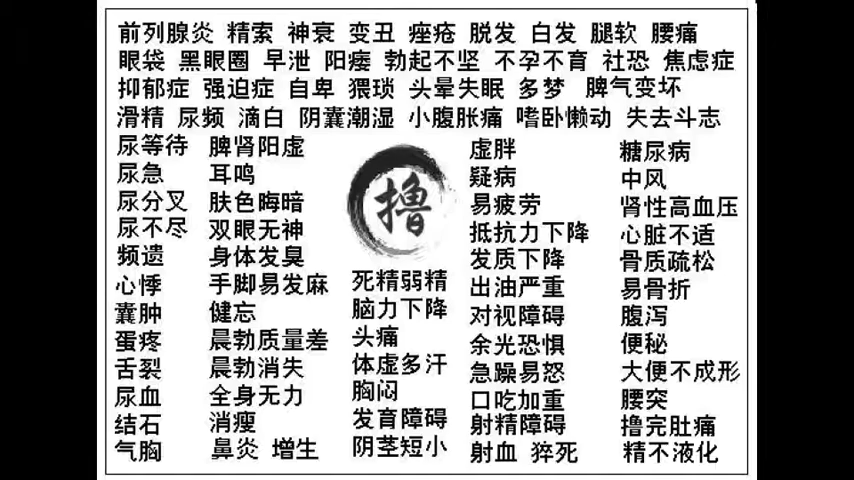 前列腺炎 精索 神衰 变丑 痤疮 脱发 白发 腿软 腰痛
眼袋 黑眼圈 早泄 阳痿 勃起不坚 不孕不育 社恐 焦虑症
抑郁症 强迫症 自卑 猥琐 头晕失眠 多梦 脾气变坏
滑精 尿频 滴白 阴囊潮湿 小腹胀痛 嗜卧懒动 失去斗志
尿等待
尿急
尿分叉
尿不尽
频遗
心悸
囊肿
蛋疼
舌裂
尿血
结石
气胸
脾肾阳虚
耳鸣
肤色晦暗
双眼无神
身体发臭
手脚易发麻
健忘
晨勃质量差
晨勃消失
全身无力
消瘦
鼻炎 增生
撸
死精弱精
脑力下降
头痛
体虚多汗
胸闷
发育障碍
阴茎短小
虚胖
疑病
易疲劳
抵抗力下降
发质下降
出油严重
对视障碍
余光恐惧
急躁易怒
口吃加重
射精障碍
射血 猝死
糖尿病
中风
肾性高血压
心脏不适
骨质疏松
易骨折
腹泻
便秘
大便不成形
腰突
撸完肚痛
精不液化